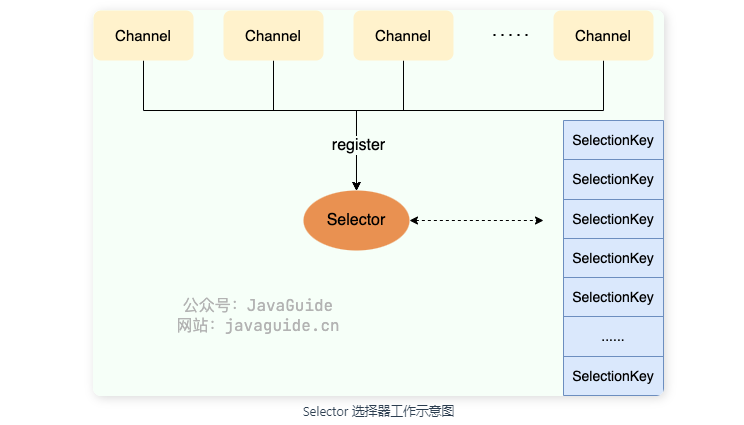 Channel
Channel
Channel
·····
Channel
register
Selector
SelectionKey
SelectionKey
SelectionKey
SelectionKey
SelectionKey
......
SelectionKey
公众号：JavaGuide
网站：javaguide.cn
Selector 选择器工作示意图